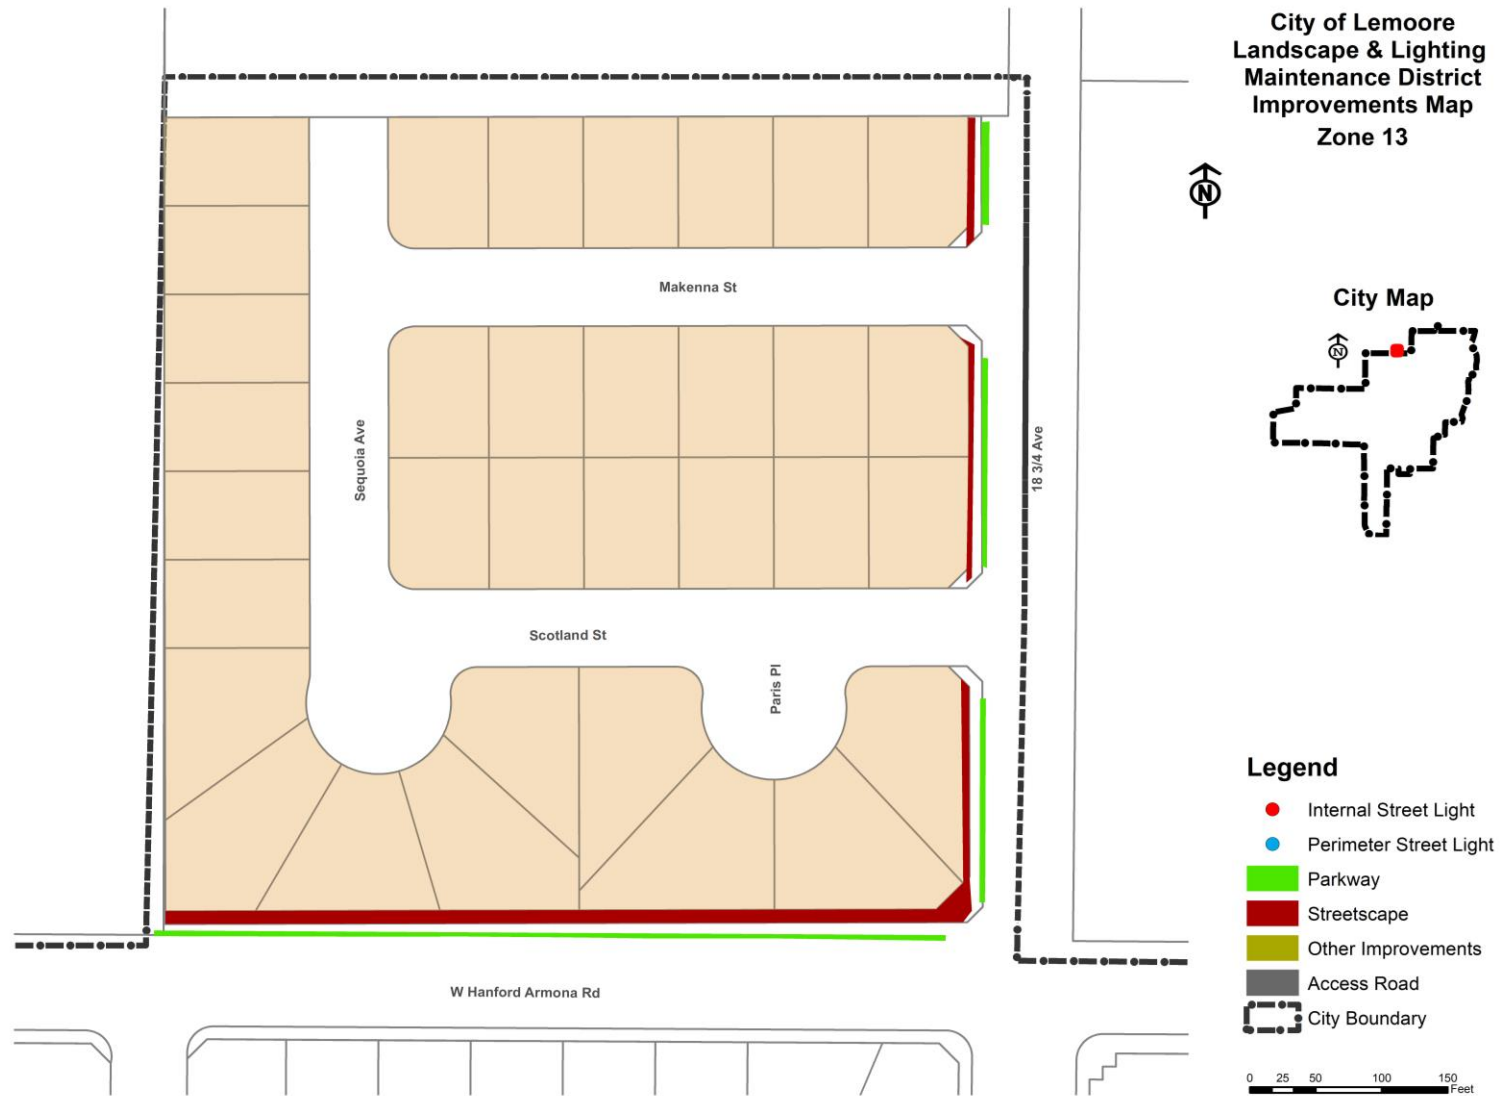 City of Lemoore
Landscape & Lighting
Maintenance District
Improvements Map
Zone 13
N
City Map
N
Makenna St
Sequoia Ave
18 3/4 Ave
Scotland St
Paris Pl
W Hanford Armona Rd
Legend
Internal Street Light
Perimeter Street Light
Parkway
Streetscape
Other Improvements
Access Road
City Boundary
0 25 50 100 150
Feet